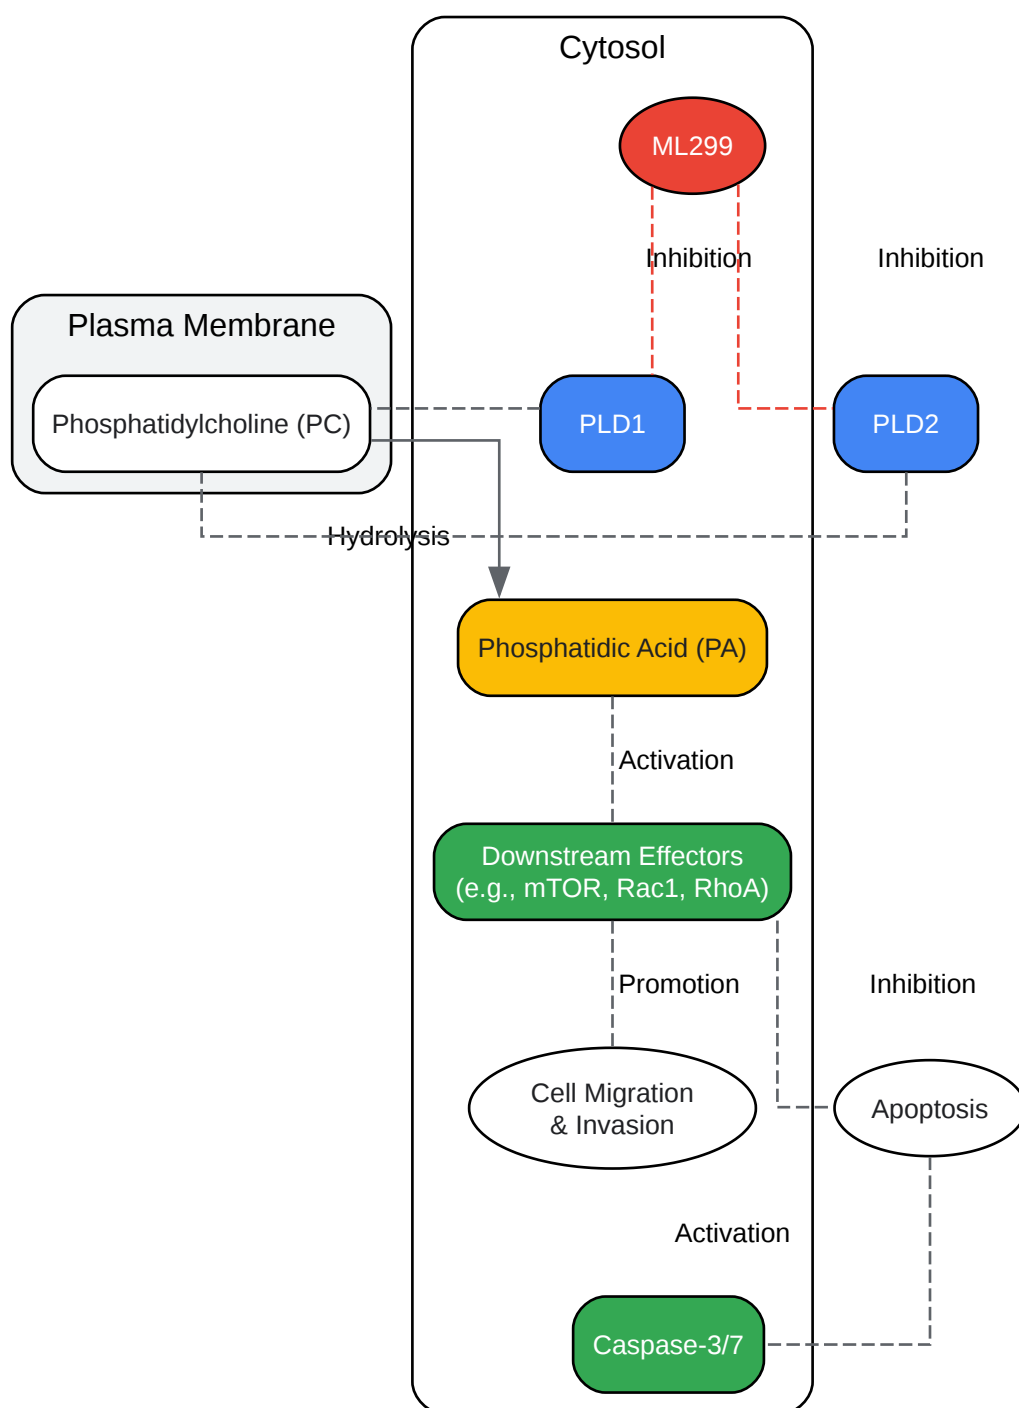 Cytosol
ML299
Inhibition
Inhibition
Plasma Membrane
Phosphatidylcholine (PC)
PLD1
PLD2
Hydrolysis
Phosphatidic Acid (PA)
Activation
Downstream Effectors
(e.g., mTOR, Rac1, RhoA)
Promotion
Inhibition
Cell Migration
& Invasion
Apoptosis
Activation
Caspase-3/7